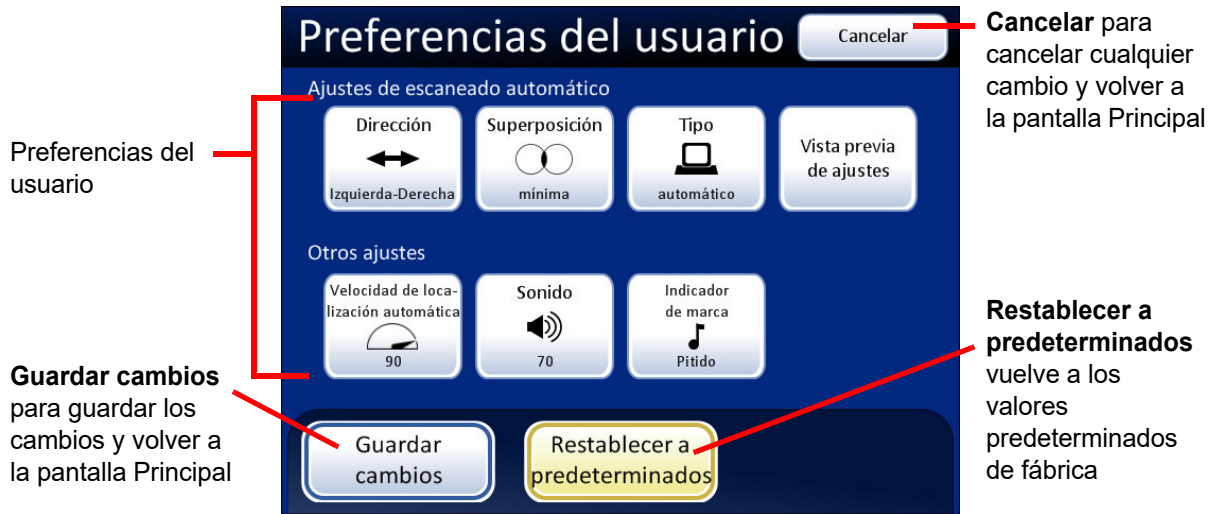 Preferencias del usuario
Cancelar
Cancelar para
cancelar cualquier
cambio y volver a
la pantalla Principal
Ajustes de escaneado automático
Preferencias del
usuario
Dirección
Izquierda-Derecha
Superposición
mínima
Tipo
automático
Vista previa
de ajustes
Otros ajustes
Velocidad de loca-
lización automática
90
Sonido
70
Indicador
de marca
Pitido
Restablecer a
predeterminados
vuelve a los
valores
predeterminados
de fábrica
Guardar cambios
para guardar los
cambios y volver a
la pantalla Principal
Guardar
cambios
Restablecer a
predeterminados